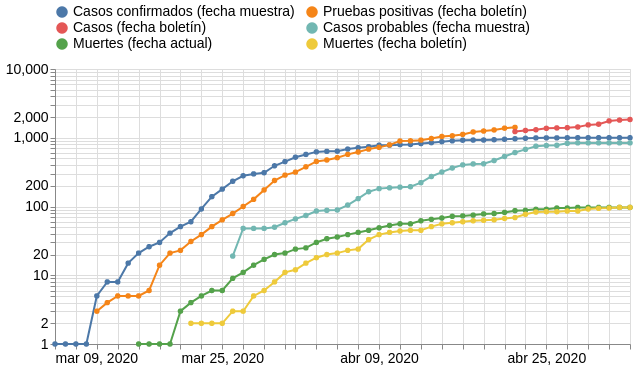 Casos confirmados (fecha muestra) Pruebas positivas (fecha boletín)
Casos (fecha boletín) Casos probables (fecha muestra)
Muertes (fecha actual) Muertes (fecha boletín)
10,000
2,000
1,000
200
100
20
10
2
1
mar 09, 2020 mar 25, 2020 abr 09, 2020 abr 25, 2020